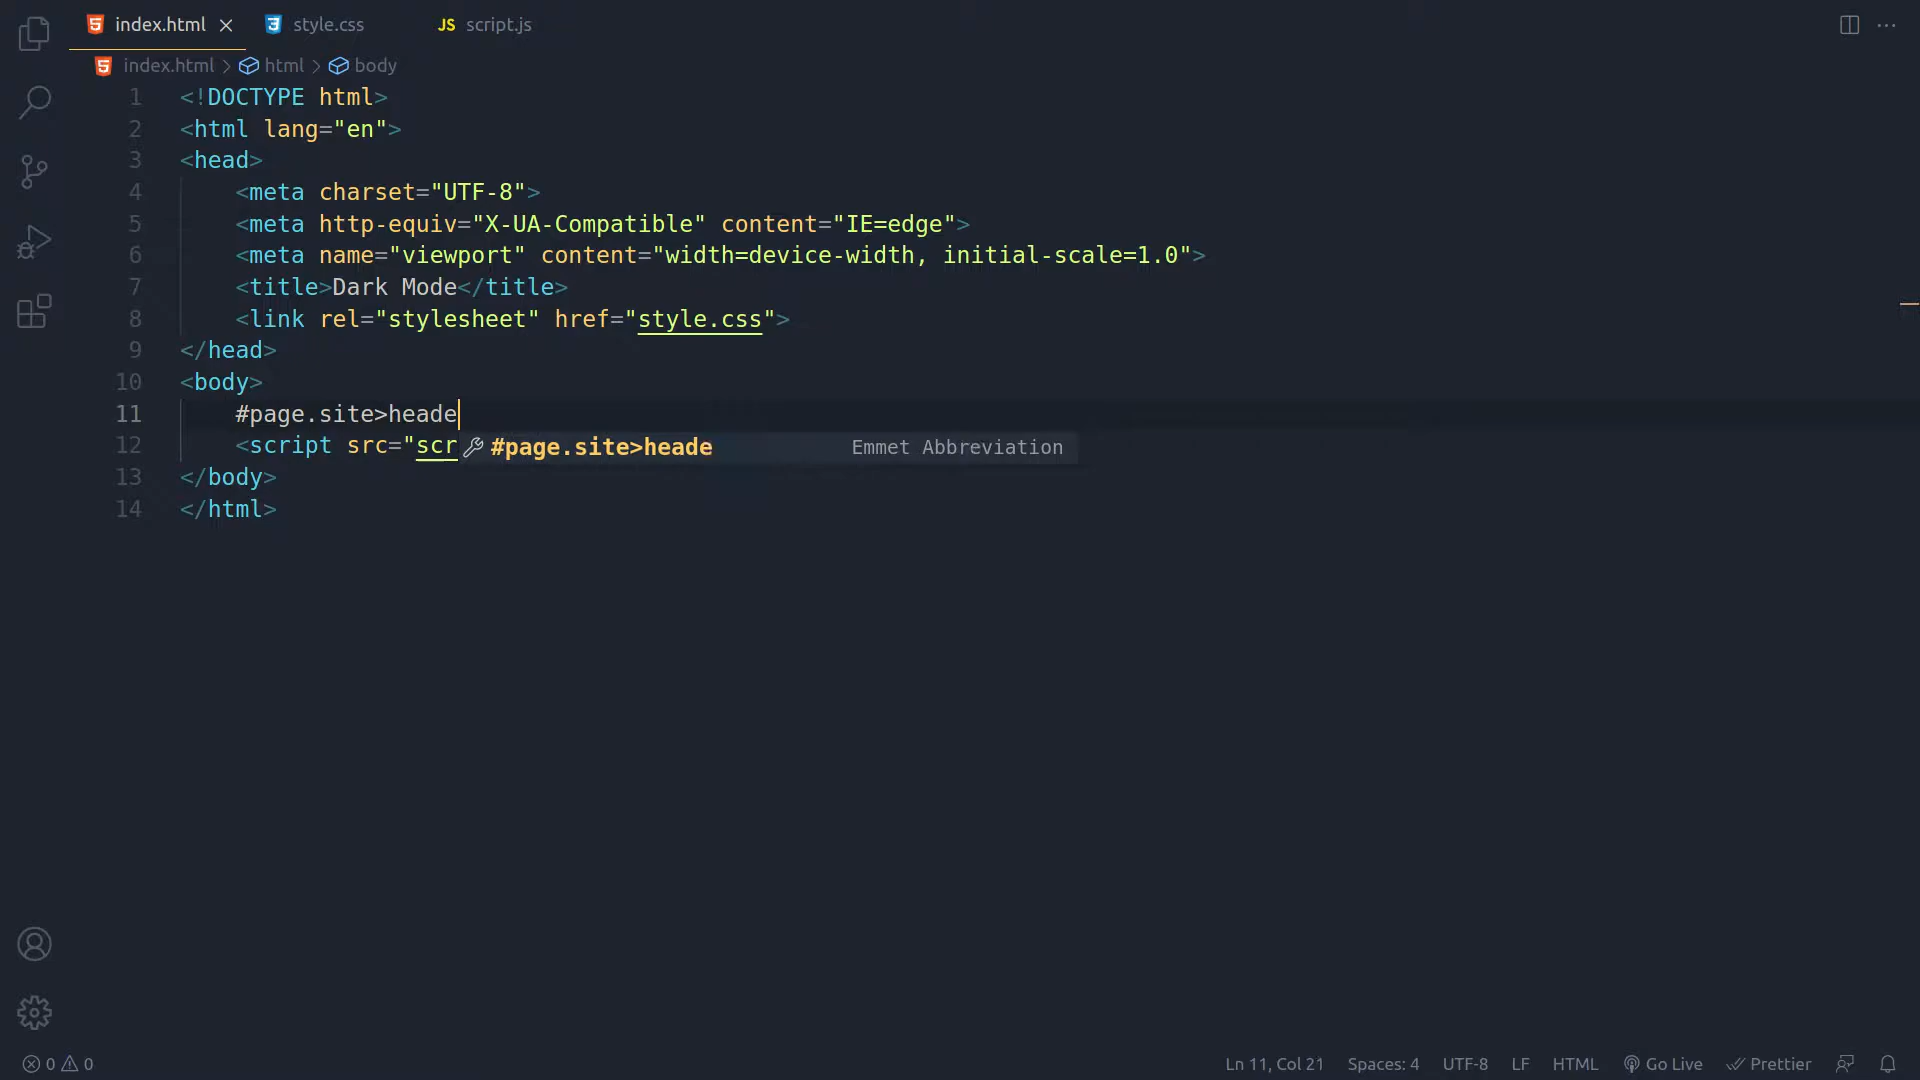 index.html
style.css
JS script.js
index.html > html > body
1 <!DOCTYPE html>
2 <html lang="en">
3 <head>
4 <meta charset="UTF-8">
5 <meta http-equiv="X-UA-Compatible" content="IE=edge">
6 <meta name="viewport" content="width=device-width, initial-scale=1.0">
7 <title>Dark Mode</title>
8 <link rel="stylesheet" href="style.css">
9 </head>
10 <body>
11 #page.site>heade
12 <script src="scr
#page.site>heade Emmet Abbreviation
13 </body>
14 </html>
0 0 Ln 11, Col 21 Spaces: 4 UTF-8 LF HTML Go Live Prettier